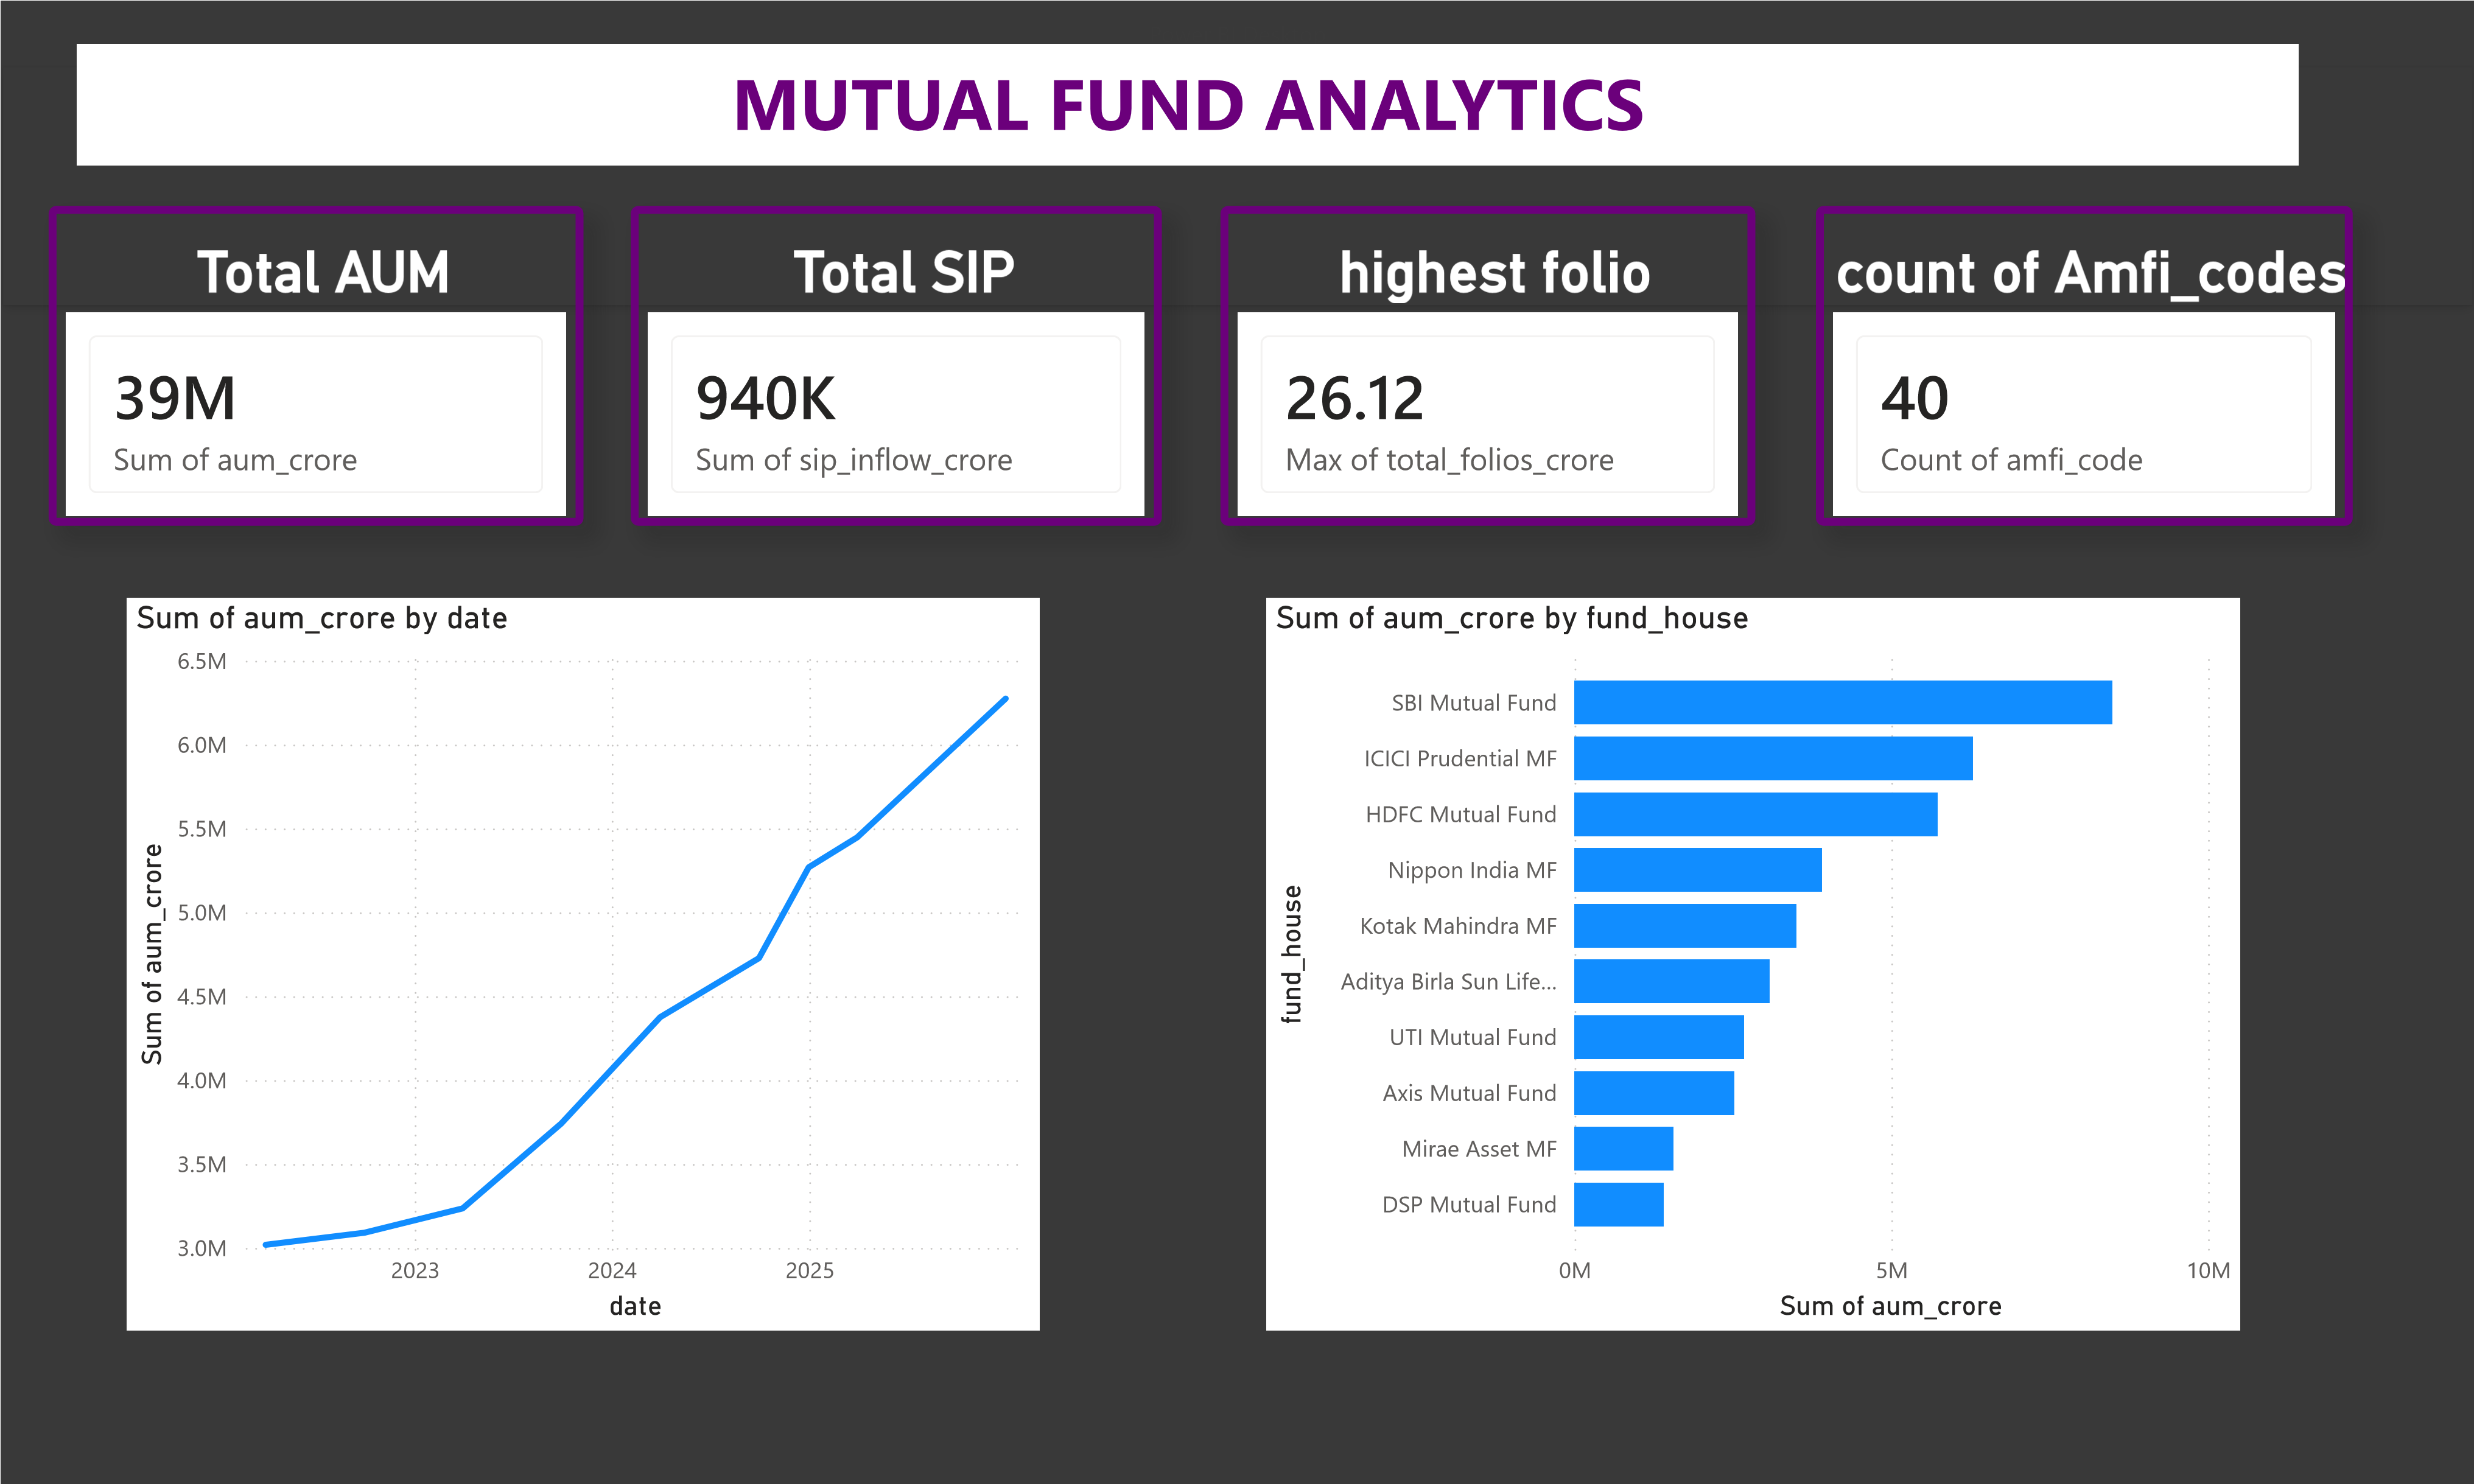 MUTUAL FUND ANALYTICS
Total AUM
39M
Sum of aum_crore
Total SIP
940K
Sum of sip_inflow_crore
highest folio
26.12
Max of total_folios_crore
count of Amfi_codes
40
Count of amfi_code
Sum of aum_crore by date
Sum of aum_crore
6.5M
6.0M
5.5M
5.0M
4.5M
4.0M
3.5M
3.0M
2023 2024 2025
date
Sum of aum_crore by fund_house
fund_house
SBI Mutual Fund
ICICI Prudential MF
HDFC Mutual Fund
Nippon India MF
Kotak Mahindra MF
Aditya Birla Sun Life...
UTI Mutual Fund
Axis Mutual Fund
Mirae Asset MF
DSP Mutual Fund
0M 5M 10M
Sum of aum_crore